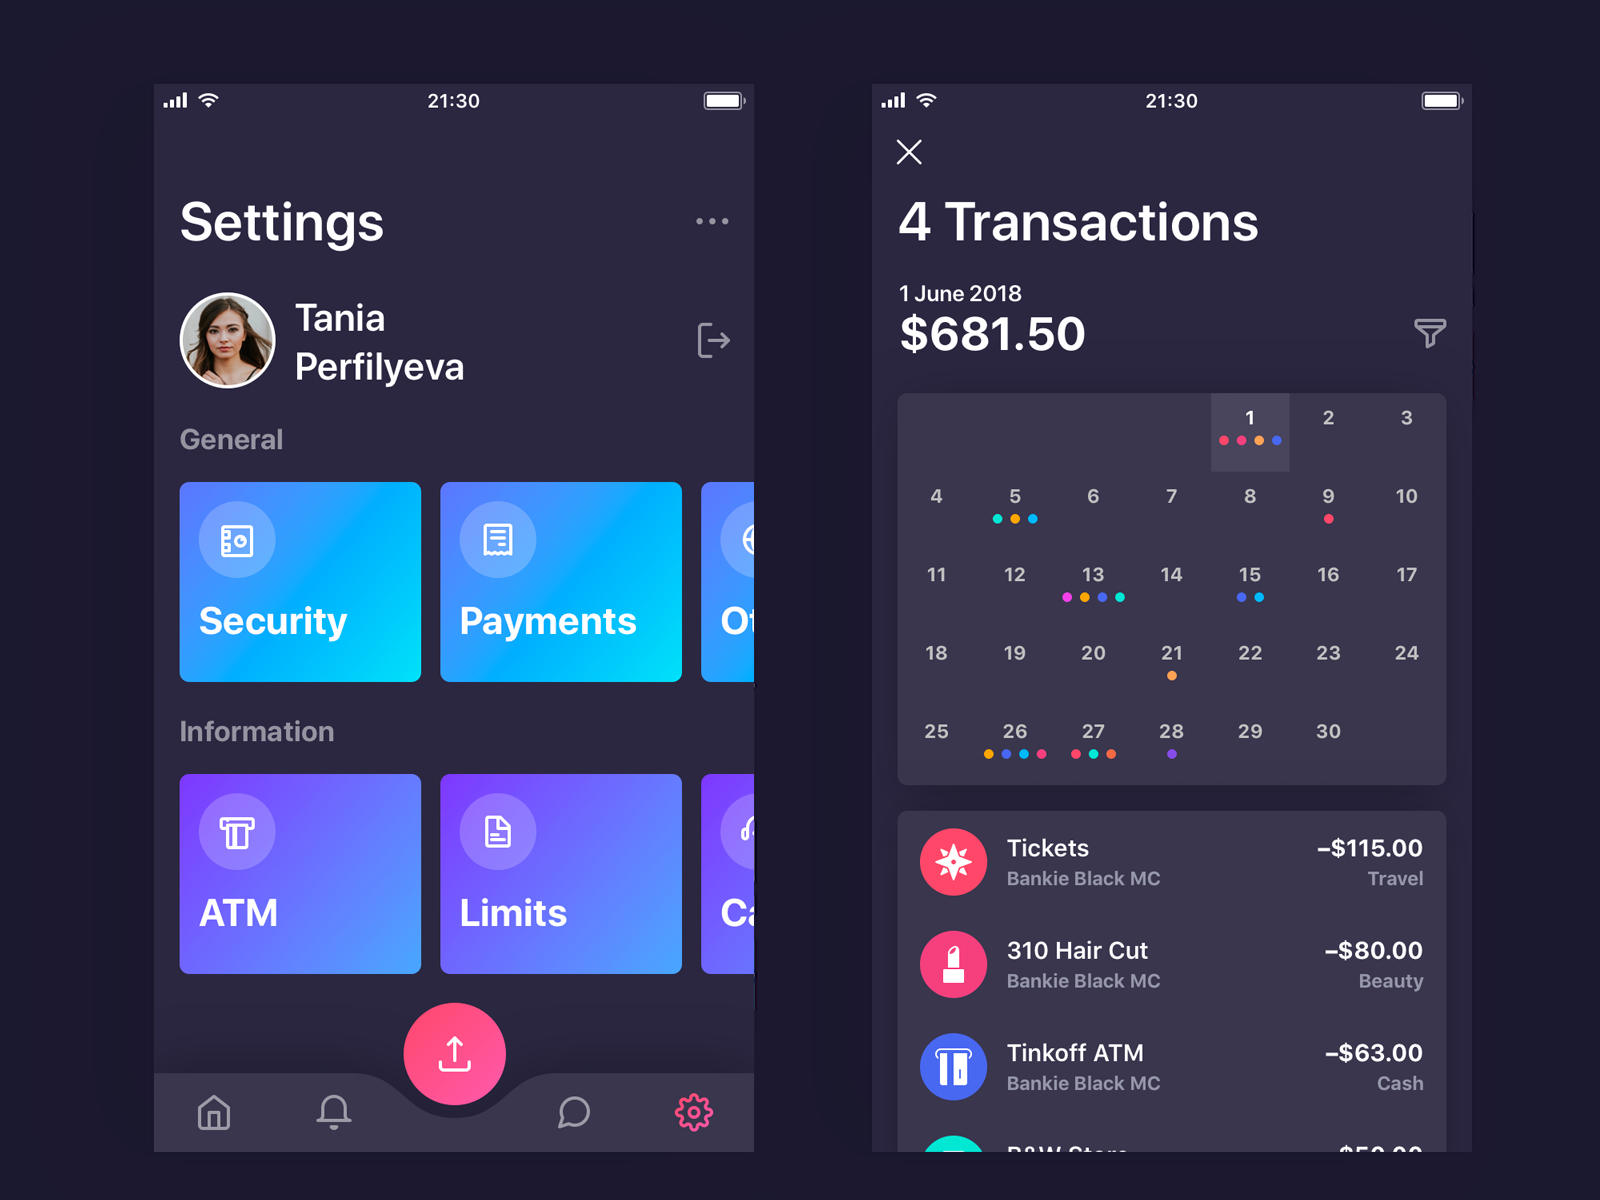 21:30
Settings
Tania
Perfilyeva
General
Security
Payments
Information
ATM
Limits
21:30
4 Transactions
1 June 2018
$681.50
1 2 3
4 5 6 7 8 9 10
11 12 13 14 15 16 17
18 19 20 21 22 23 24
25 26 27 28 29 30
Tickets –$115.00
Bankie Black MC Travel
310 Hair Cut –$80.00
Bankie Black MC Beauty
Tinkoff ATM –$63.00
Bankie Black MC Cash